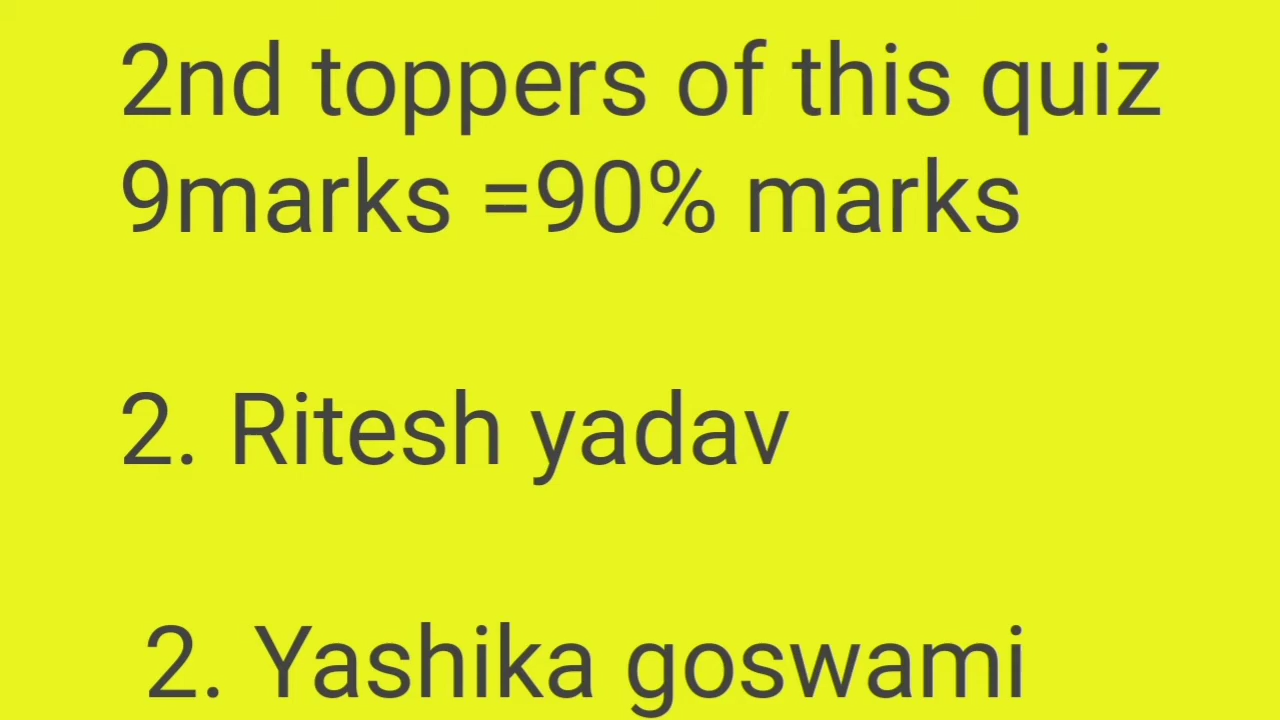 2nd toppers of this quiz
9marks =90% marks
2. Ritesh yadav
2. Yashika goswami